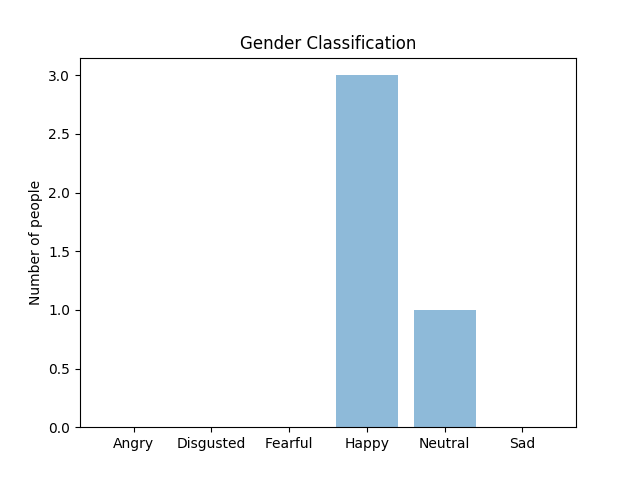 Gender Classification
Number of people
3.0
2.5
2.0
1.5
1.0
0.5
0.0
Angry Disgusted Fearful Happy Neutral Sad